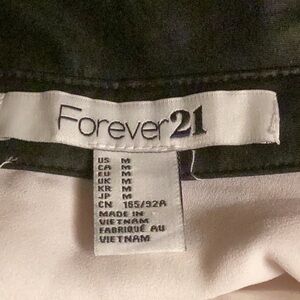 Forever21
US M
CA M
EU M
UK M
KR M
JP M
CN 165/92A
MADE IN
VIETNAM
FABRIQUÉ AU
VIETNAM